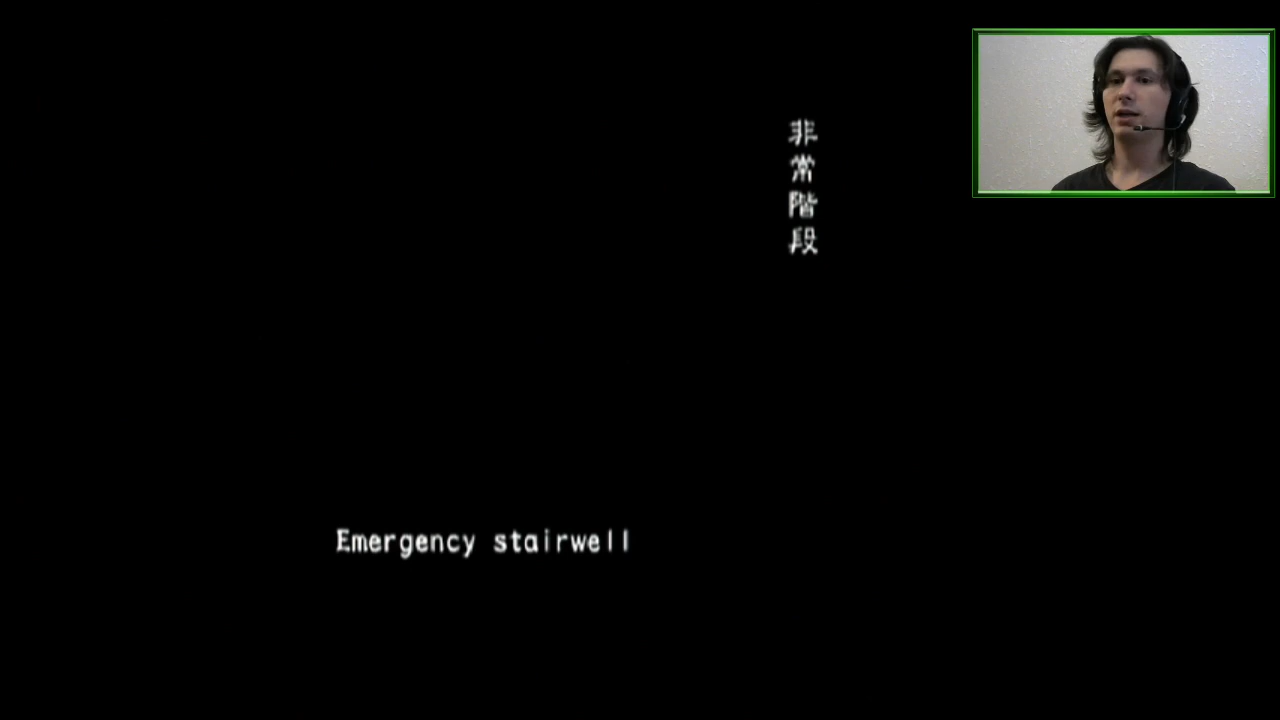 非常階段
Emergency stairwell